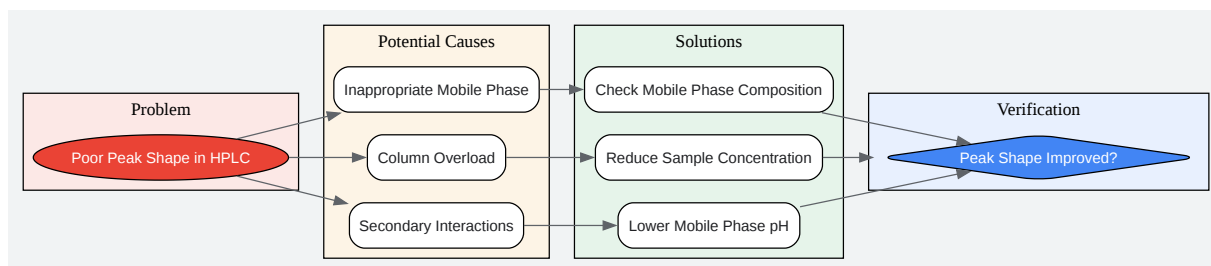 Problem
Poor Peak Shape in HPLC
Potential Causes
Inappropriate Mobile Phase
Column Overload
Secondary Interactions
Solutions
Check Mobile Phase Composition
Reduce Sample Concentration
Lower Mobile Phase pH
Verification
Peak Shape Improved?